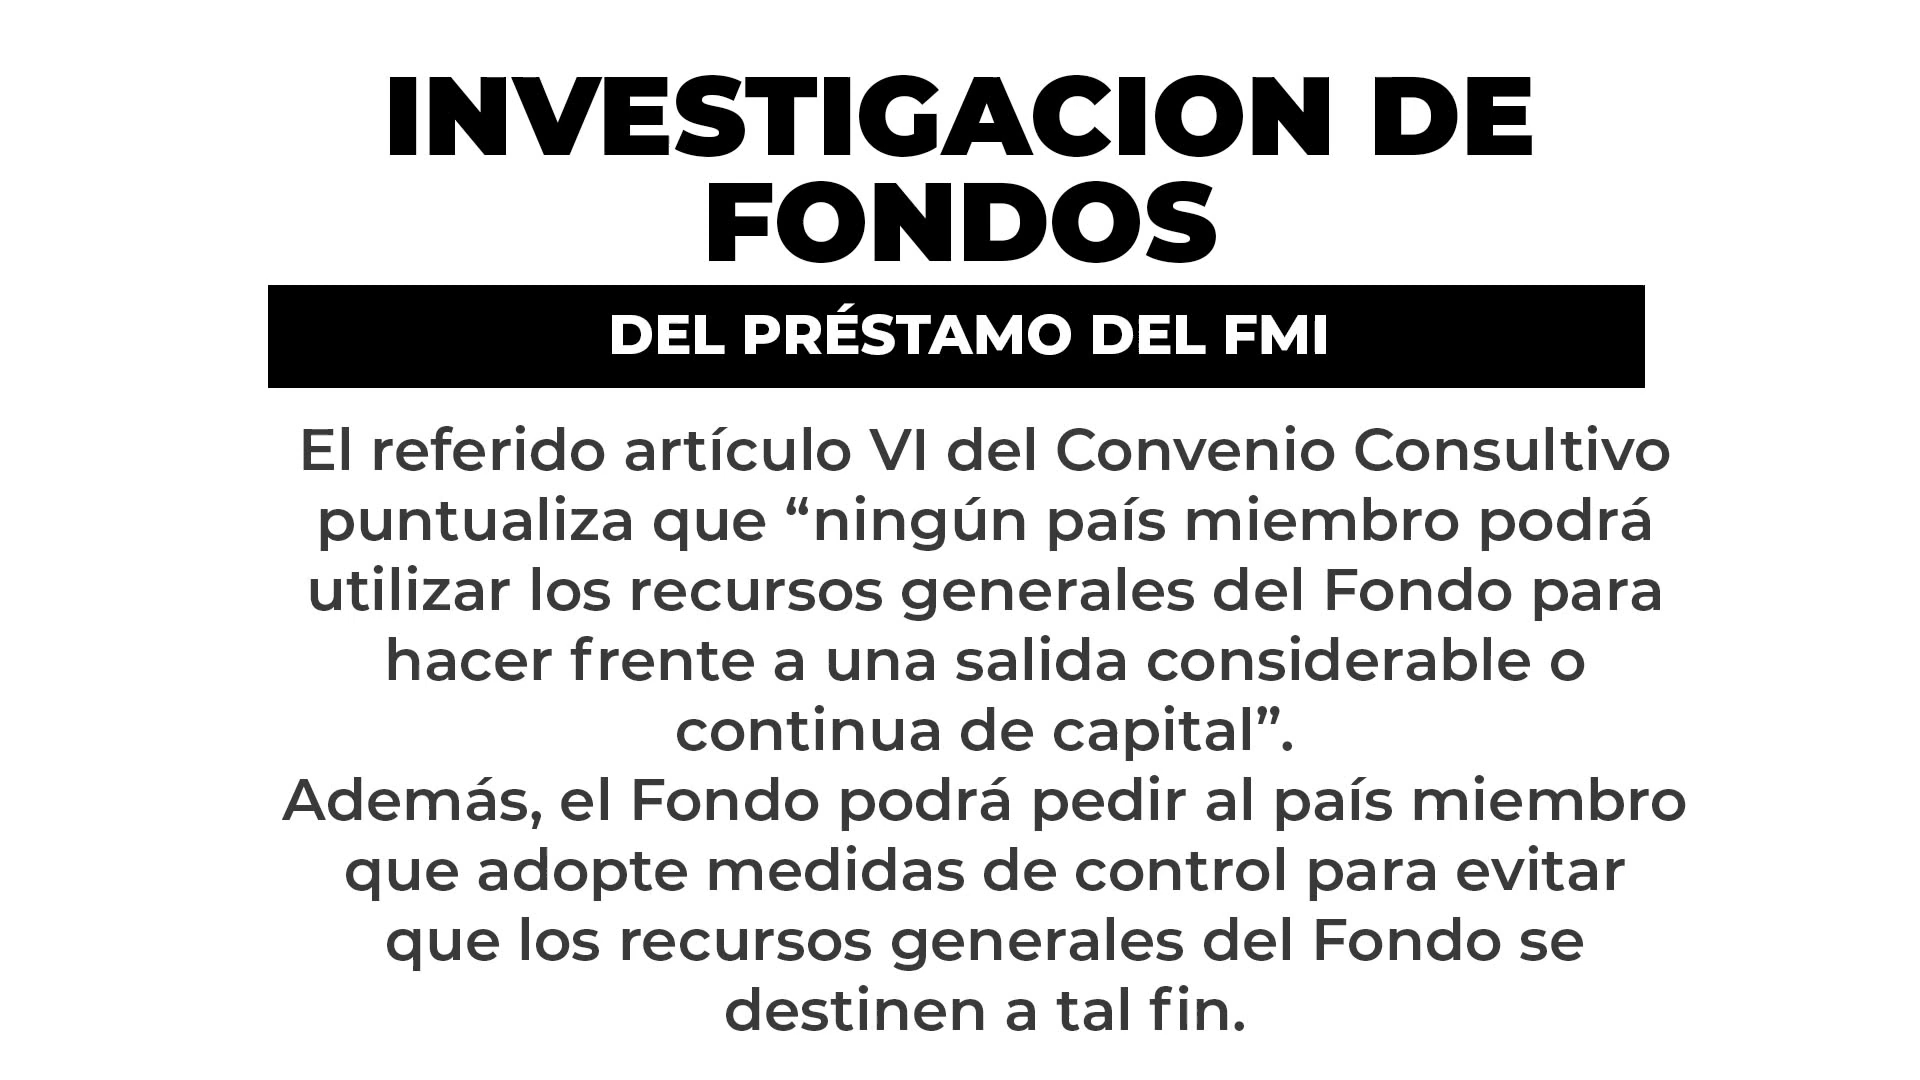 INVESTIGACION DE
FONDOS
DEL PRÉSTAMO DEL FMI
El referido artículo VI del Convenio Consultivo
puntualiza que “ningún país miembro podrá
utilizar los recursos generales del Fondo para
hacer frente a una salida considerable o
continua de capital”.
Además, el Fondo podrá pedir al país miembro
que adopte medidas de control para evitar
que los recursos generales del Fondo se
destinen a tal fin.